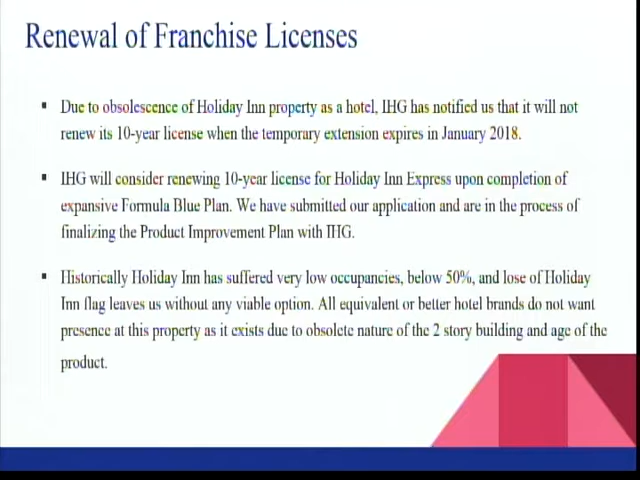 Renewal of Franchise Licenses
▪ Due to obsolescence of Holiday Inn property as a hotel, IHG has notified us that it will not
renew its 10-year license when the temporary extension expires in January 2018.
▪ IHG will consider renewing 10-year license for Holiday Inn Express upon completion of
expansive Formula Blue Plan. We have submitted our application and are in the process of
finalizing the Product Improvement Plan with IHG.
▪ Historically Holiday Inn has suffered very low occupancies, below 50%, and lose of Holiday
Inn flag leaves us without any viable option. All equivalent or better hotel brands do not want
presence at this property as it exists due to obsolete nature of the 2 story building and age of the
product.